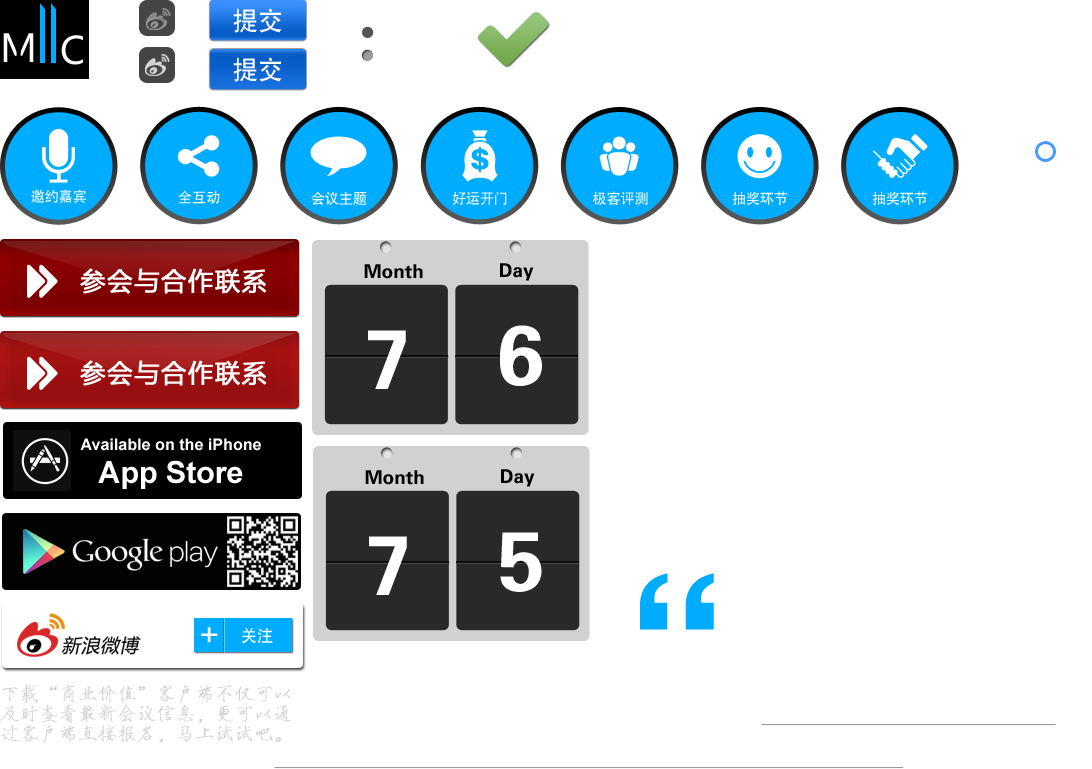 MIIC
提交
提交
邀约嘉宾
全互动
会议主题
$
好运开门
极客评测
抽奖环节
抽奖环节
参会与合作联系
参会与合作联系
Month
Day
7
6
Available on the iPhone
App Store
Month
Day
7
5
Google play
新浪微博
+ 关注
“
下载“商业价值”客户端不仅可以
及时查看最新会议信息，更可以通
过客户端直接报名，马上试试吧。